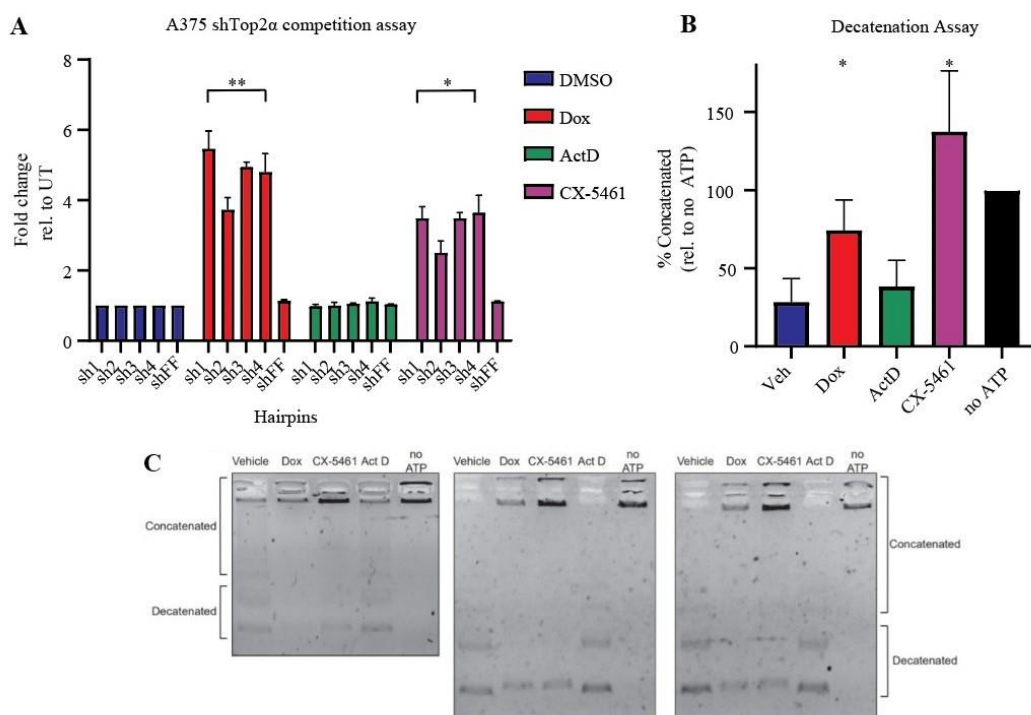 A
A375 shTop2α competition assay
8
6
4
2
0
Fold change
rel. to UT
**
*
DMSO
Dox
ActD
CX-5461
sh1 sh2 sh3 sh4 shFF sh1 sh2 sh3 sh4 shFF sh1 sh2 sh3 sh4 shFF sh1 sh2 sh3 sh4 shFF
Hairpins
B
Decatenation Assay
* *
150
100
50
0
% Concatenated
(rel. to no ATP)
Veh Dox ActD CX-5461 no ATP
C
Vehicle Dox CX-5461 Act D no
ATP
Vehicle Dox CX-5461 Act D no
ATP
Vehicle Dox CX-5461 Act D no
ATP
Concatenated
Decatenated
Concatenated
Decatenated